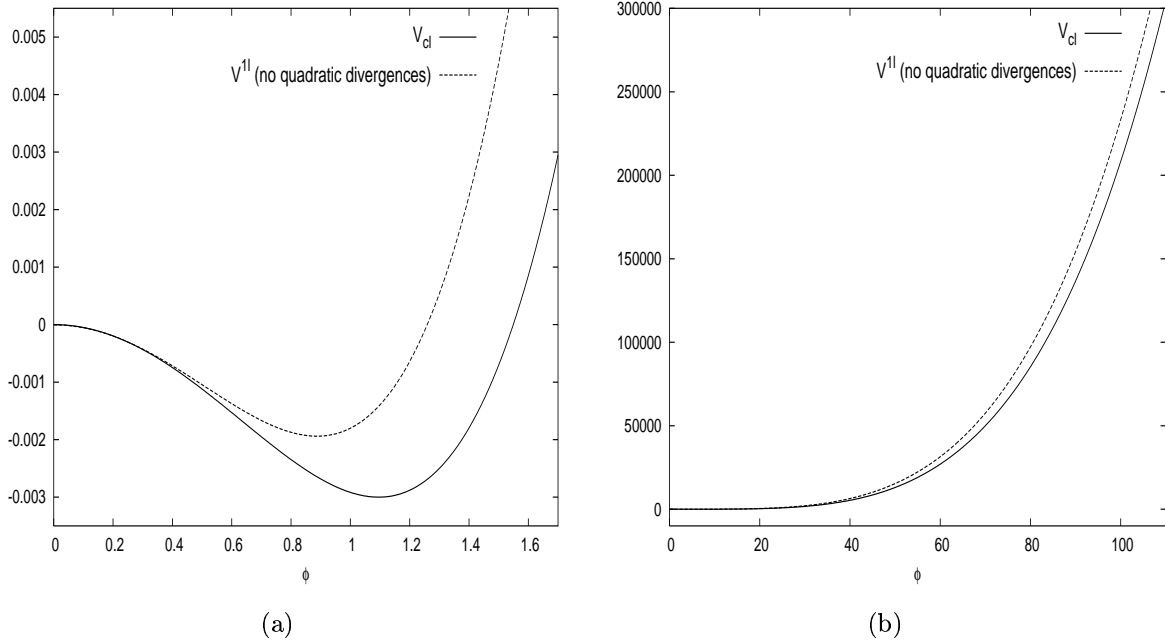 0.005
0.004
0.003
0.002
0.001
0
-0.001
-0.002
-0.003
0 0.2 0.4 0.6 0.8 1 1.2 1.4 1.6
ϕ
V_cl
V^1l (no quadratic divergences)
(a)
300000
250000
200000
150000
100000
50000
0
0 20 40 60 80 100
ϕ
V_cl
V^1l (no quadratic divergences)
(b)